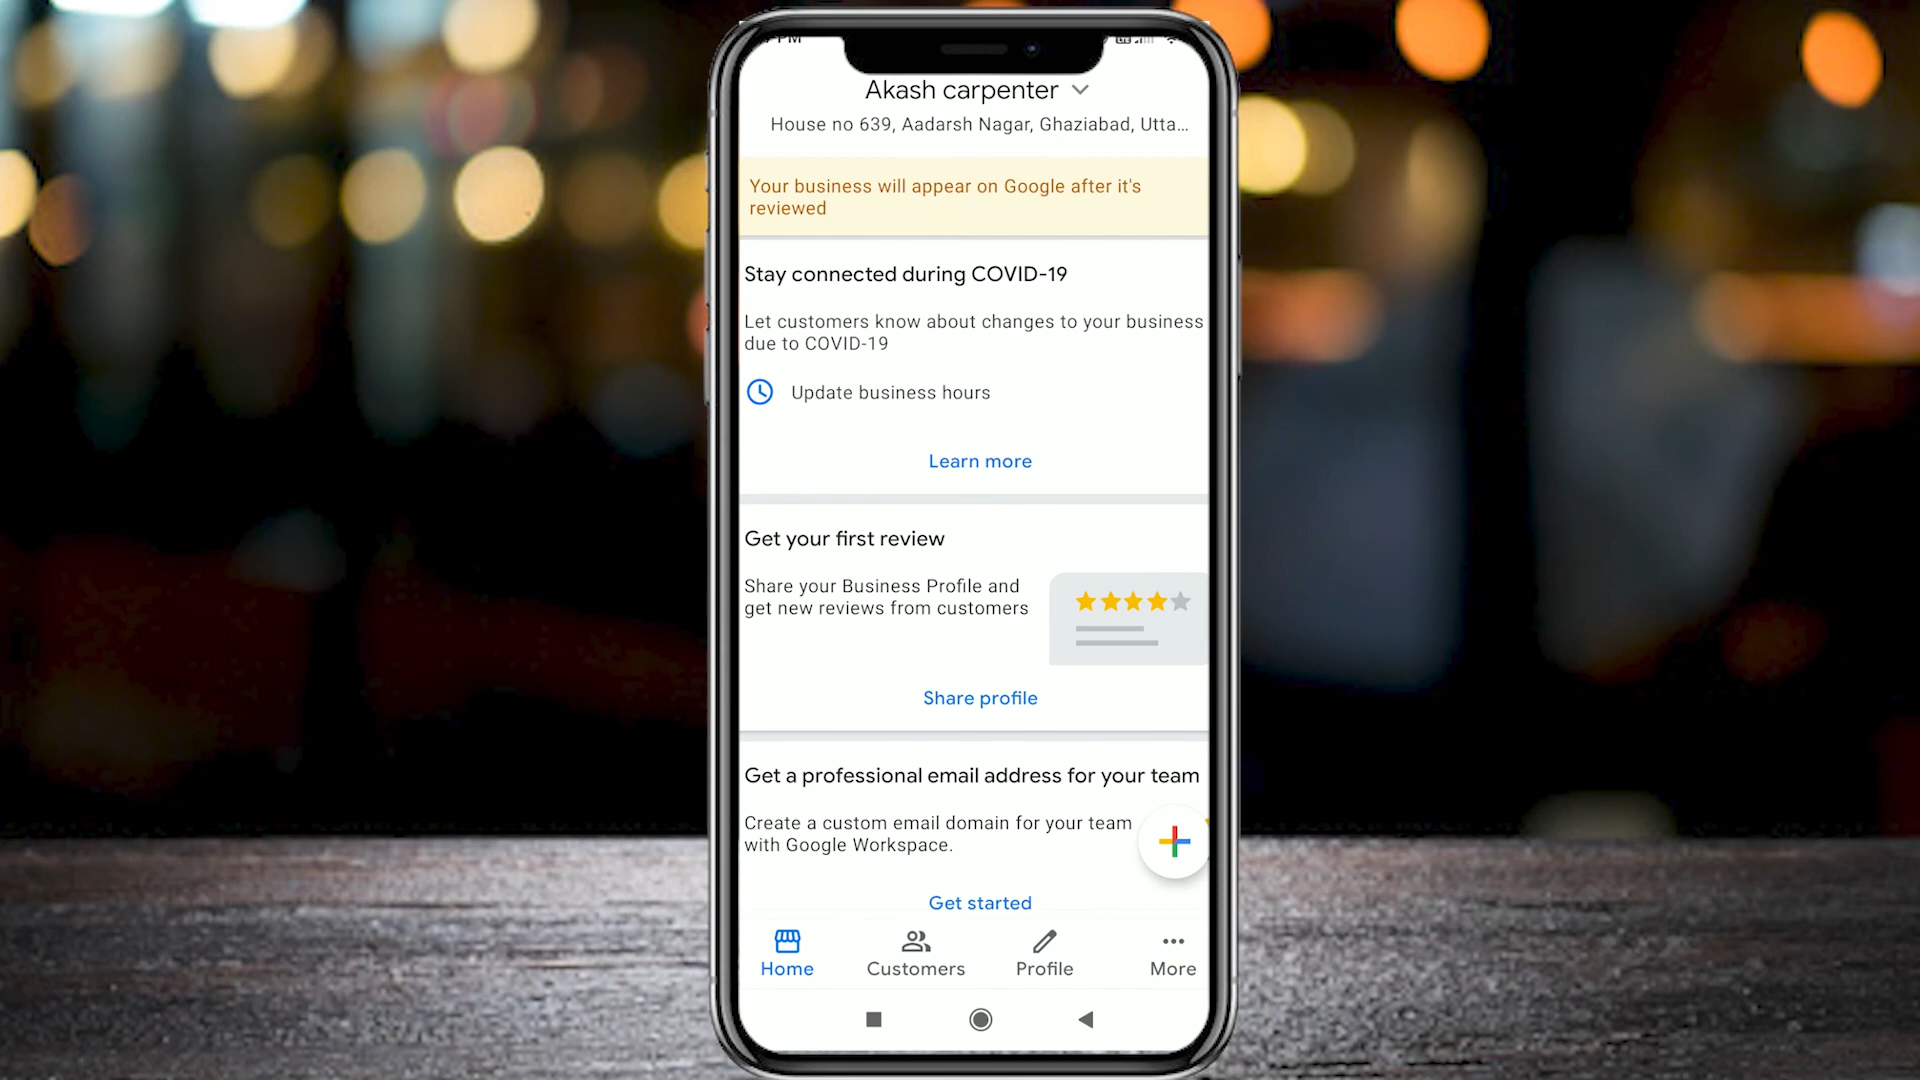 PM
Akash carpenter
House no 639, Aadarsh Nagar, Ghaziabad, Utta...
Your business will appear on Google after it's
reviewed
Stay connected during COVID-19
Let customers know about changes to your business
due to COVID-19
Update business hours
Learn more
Get your first review
Share your Business Profile and
get new reviews from customers
Share profile
Get a professional email address for your team
Create a custom email domain for your team
with Google Workspace.
Get started
Home Customers Profile More